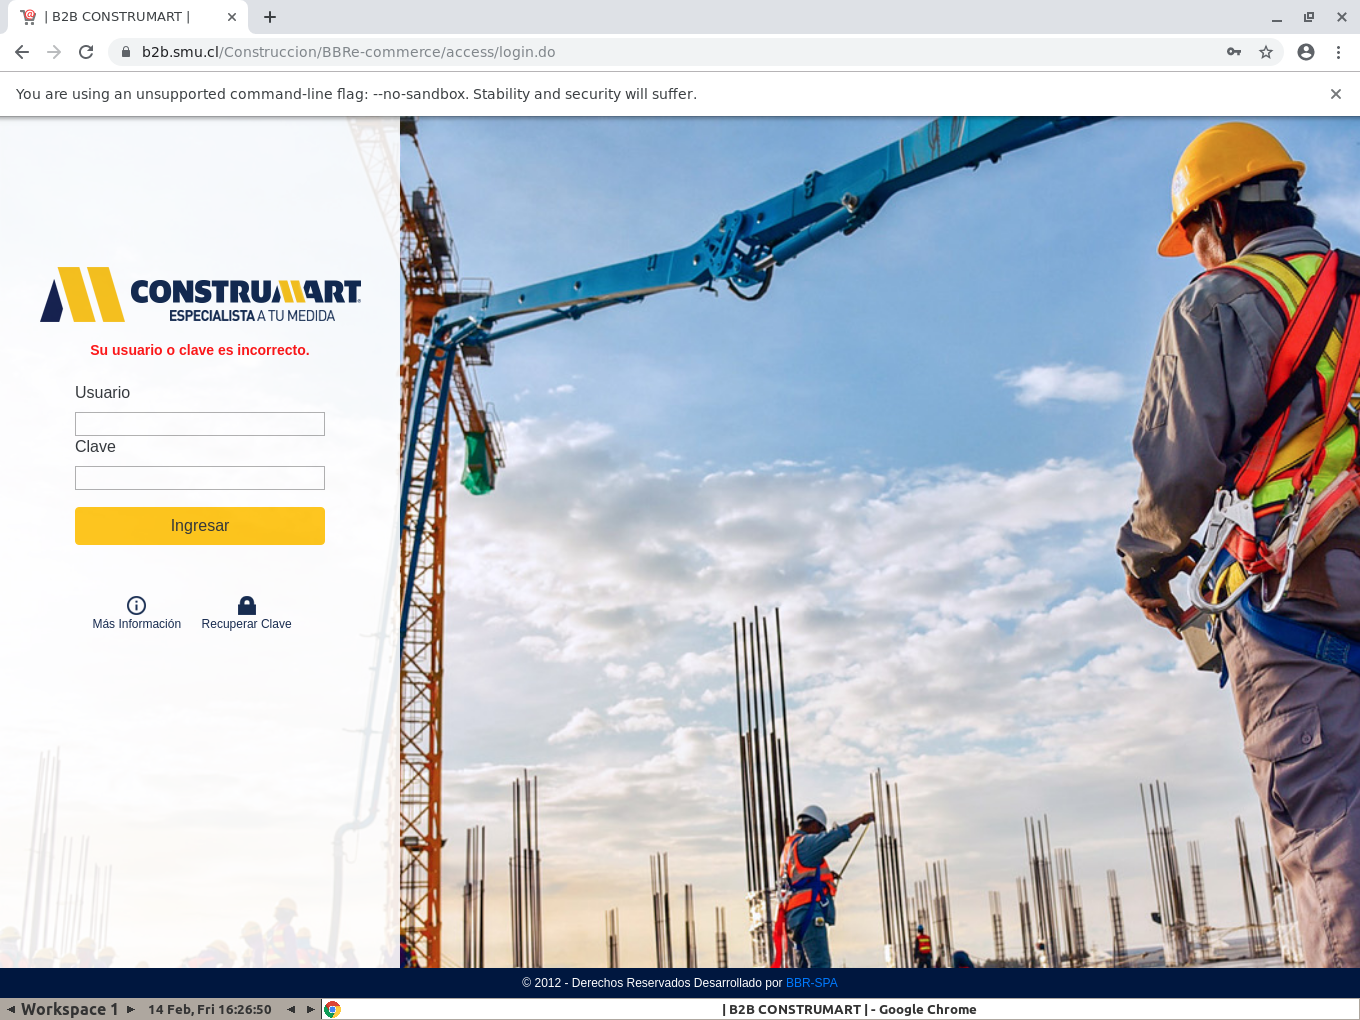 | B2B CONSTRUMART |
b2b.smu.cl/Construccion/BBRe-commerce/access/login.do
You are using an unsupported command-line flag: --no-sandbox. Stability and security will suffer.
CONSTRUMART
ESPECIALISTA A TU MEDIDA
Su usuario o clave es incorrecto.
Usuario
Clave
Ingresar
Más Información
Recuperar Clave
© 2012 - Derechos Reservados Desarrollado por BBR-SPA
Workspace 1
14 Feb, Fri 16:26:50
| B2B CONSTRUMART | - Google Chrome